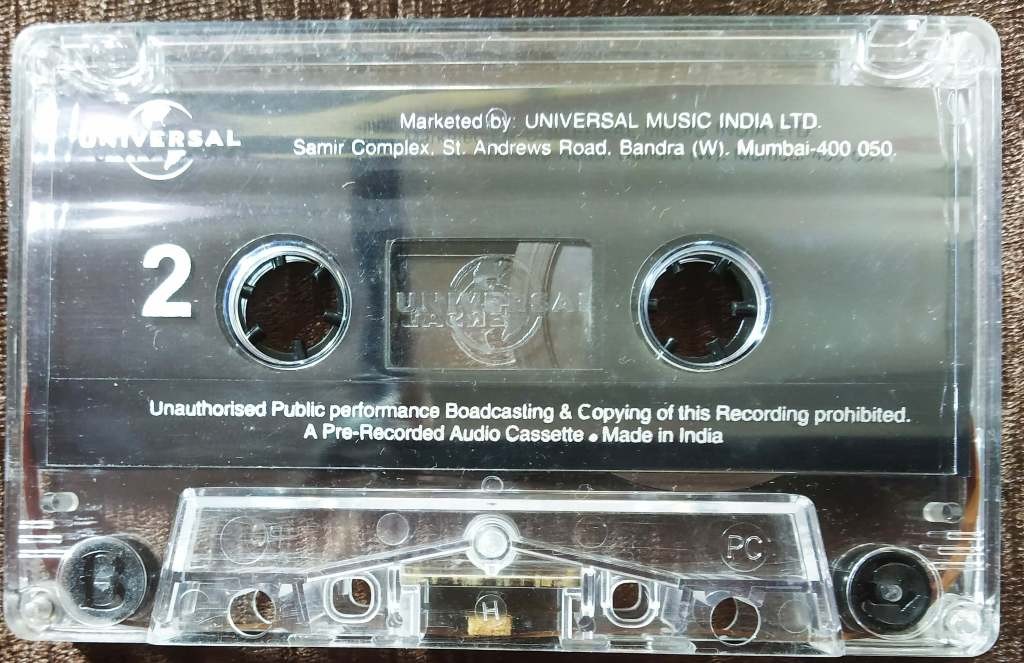 UNIVERSAL
Marketed by: UNIVERSAL MUSIC INDIA LTD.
Samir Complex, St. Andrews Road, Bandra (W), Mumbai-400 050.
2
UNIVERSAL
Unauthorised Public performance Boadcasting & Copying of this Recording prohibited.
A Pre-Recorded Audio Cassette • Made in India
PC
B
H